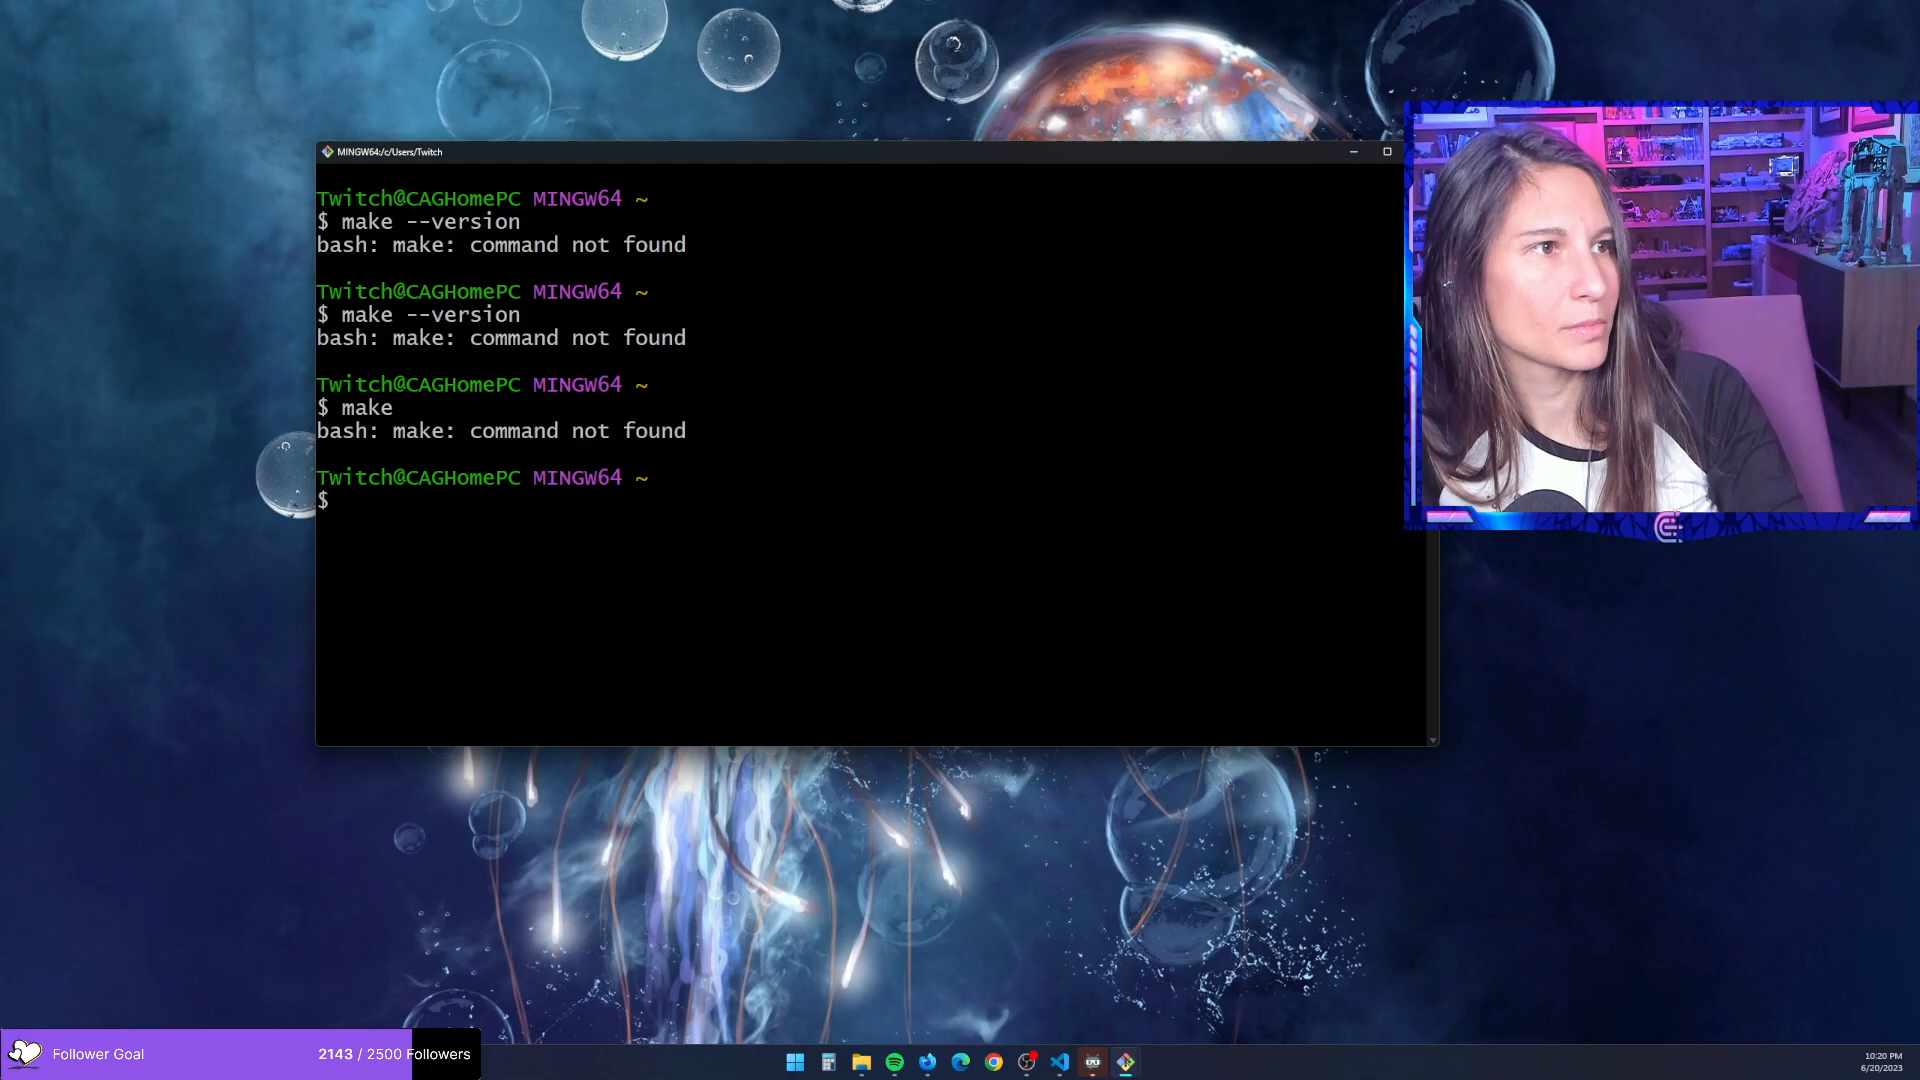 MINGW64:/c/Users/Twitch
Twitch@CAGHomePC MINGW64 ~
$ make --version
bash: make: command not found
Twitch@CAGHomePC MINGW64 ~
$ make --version
bash: make: command not found
Twitch@CAGHomePC MINGW64 ~
$ make
bash: make: command not found
Twitch@CAGHomePC MINGW64 ~
$
Follower Goal
2143 / 2500 Followers
10:20 PM
6/20/2023